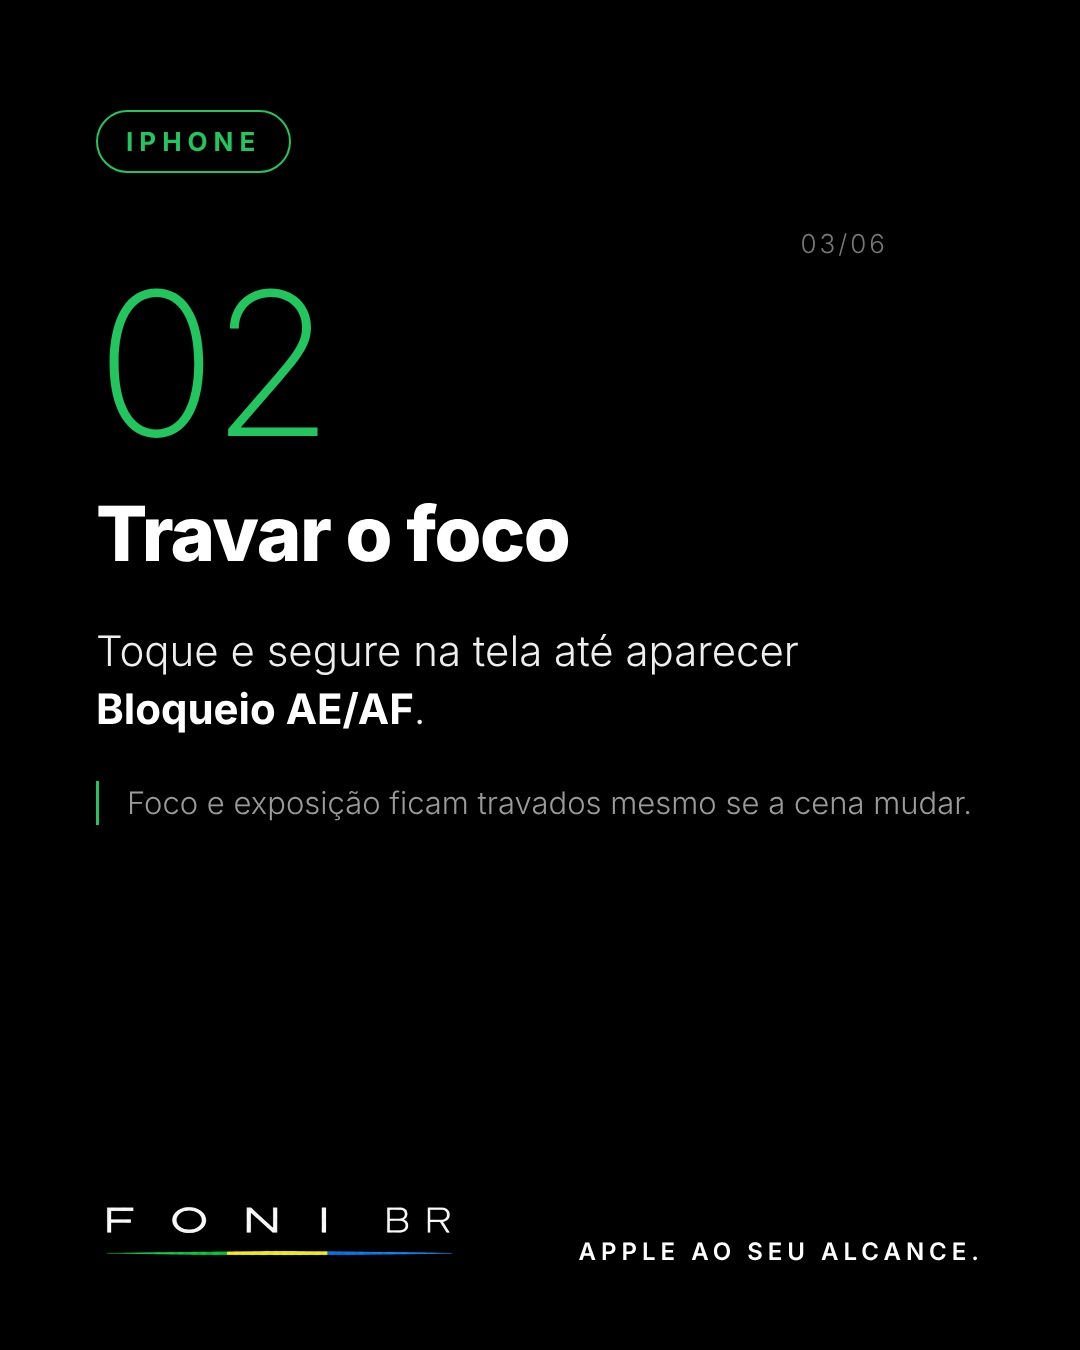 IPHONE
03/06
02
Travar o foco
Toque e segure na tela até aparecer
Bloqueio AE/AF.
Foco e exposição ficam travados mesmo se a cena mudar.
FONI BR
APPLE AO SEU ALCANCE.